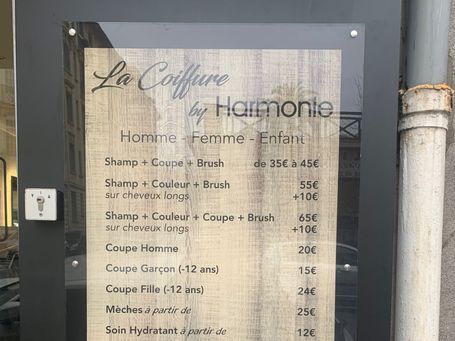 La Coiffure
by Harmonie
Homme - Femme - Enfant
Shamp + Coupe + Brush de 35€ à 45€
Shamp + Couleur + Brush 55€
sur cheveux longs +10€
Shamp + Couleur + Coupe + Brush 65€
sur cheveux longs +10€
Coupe Homme 20€
Coupe Garçon (-12 ans) 15€
Coupe Fille (-12 ans) 24€
Mèches à partir de 25€
Soin Hydratant à partir de 12€